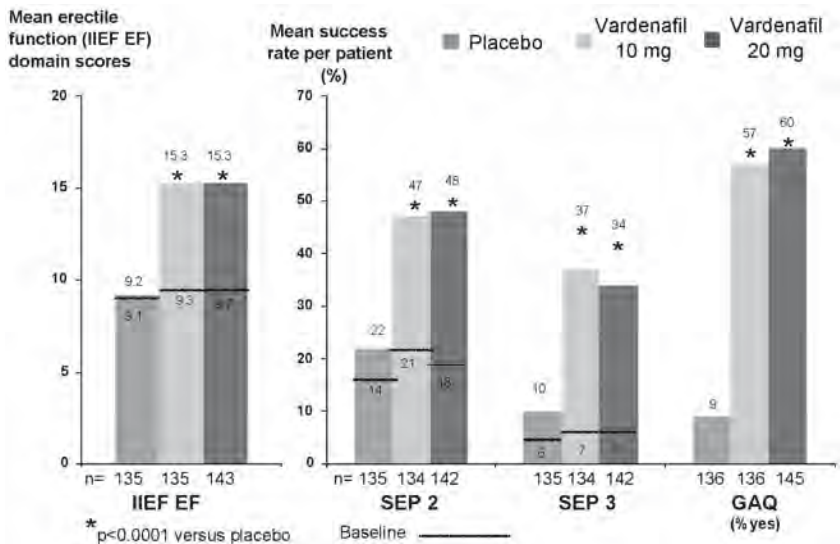 Mean erectile
function (IIEF EF)
domain scores
Mean success
rate per patient
(%)
Placebo
Vardenafil
10 mg
Vardenafil
20 mg
20
15
10
5
0
15.3
15.3
*
*
9.2
9.1
9.3
9.7
n= 135 135 143
IIEF EF
70
60
50
40
30
20
10
0
47
48
*
*
22
14
21
18
n= 135 134 142
SEP 2
37
34
*
*
10
6
7
135 134 142
SEP 3
57
60
*
*
9
136 136 145
GAQ
(% yes)
* p<0.0001 versus placebo
Baseline